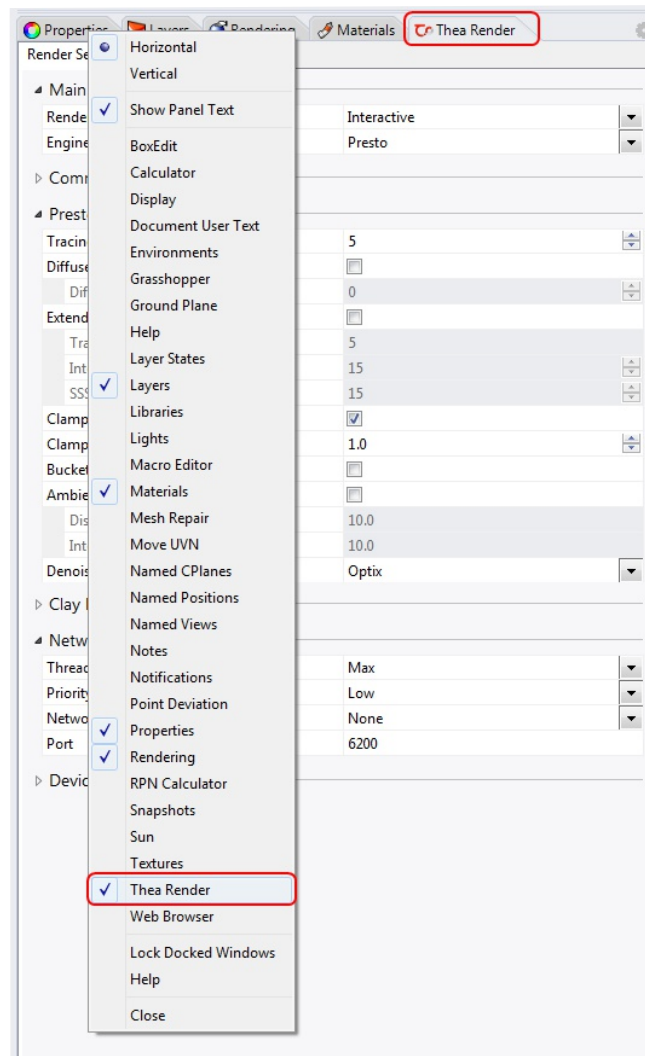 Properties Layers Rendering Materials Thea Render
Render Se
Horizontal
Vertical
Main
Show Panel Text
Rende Interactive
Engine Presto
BoxEdit
Calculator
Comm
Display
Document User Text
Prest
Environments
Tracin 5
Grasshopper
Diffuse
Ground Plane
Dif 0
Extend
Help
Tra 5
Layer States
Int 15
Layers
SSS 15
Libraries
Clamp
Lights
Clamp 1.0
Macro Editor
Bucket
Materials
Ambie
Mesh Repair
Dis 10.0
Move UVN
Int 10.0
Named CPlanes
Denois Optix
Named Positions
Clay
Named Views
Netw
Notes
Thread Max
Notifications
Priority Low
Point Deviation
Netwo None
Properties
Port 6200
Rendering
Devic
RPN Calculator
Snapshots
Sun
Textures
Thea Render
Web Browser
Lock Docked Windows
Help
Close